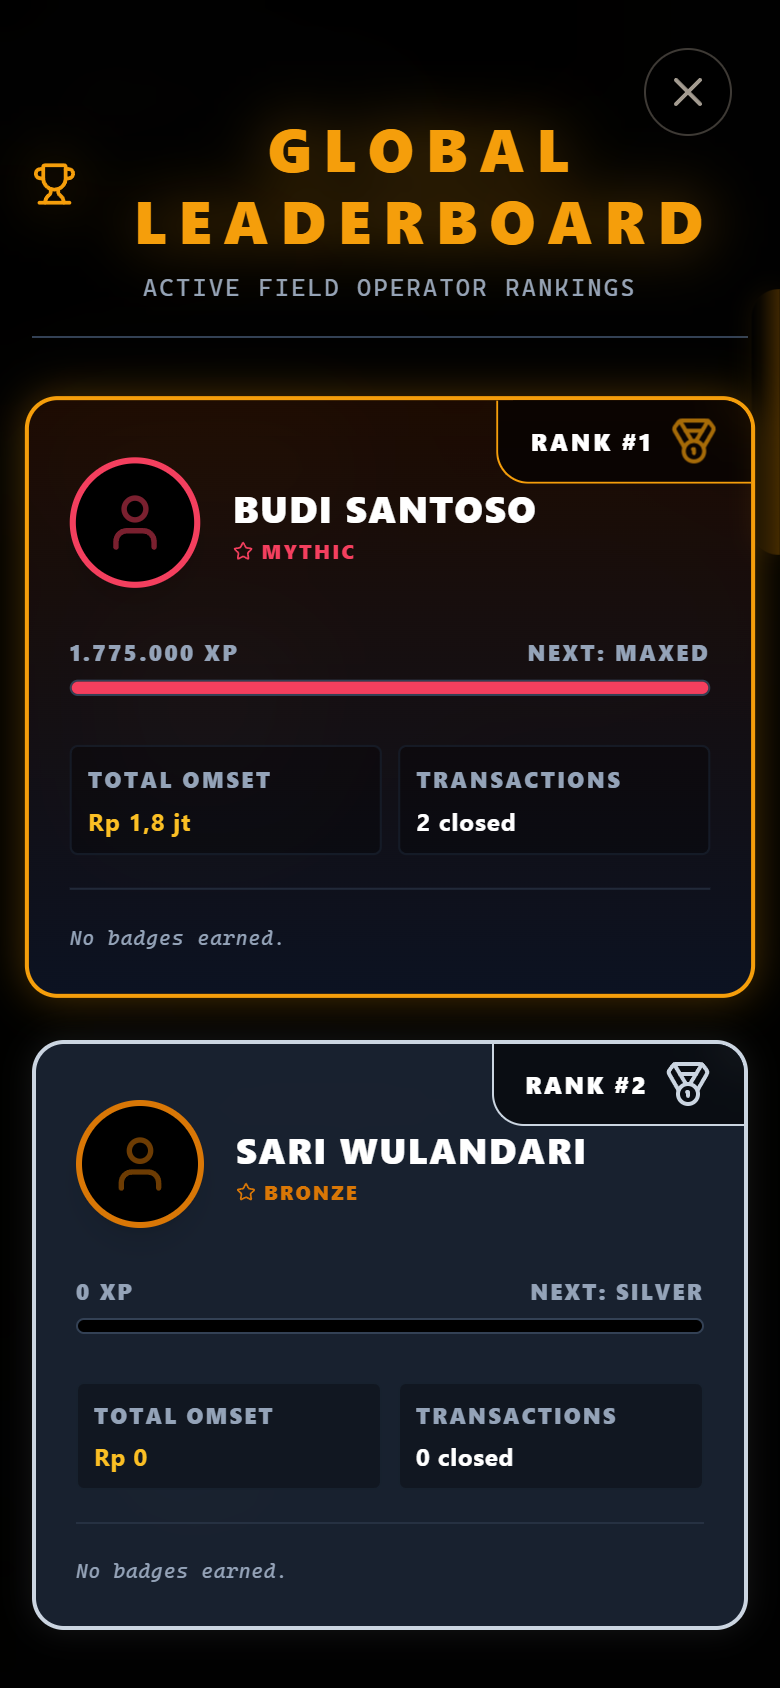 GLOBAL
LEADERBOARD
ACTIVE FIELD OPERATOR RANKINGS
RANK #1
1
BUDI SANTOSO
MYTHIC
1.775.000 XP
NEXT: MAXED
TOTAL OMSET
TRANSACTIONS
Rp 1,8 jt
2 closed
No badges earned.
RANK #2
1
SARI WULANDARI
BRONZE
0 XP
NEXT: SILVER
TOTAL OMSET
TRANSACTIONS
Rp 0
0 closed
No badges earned.